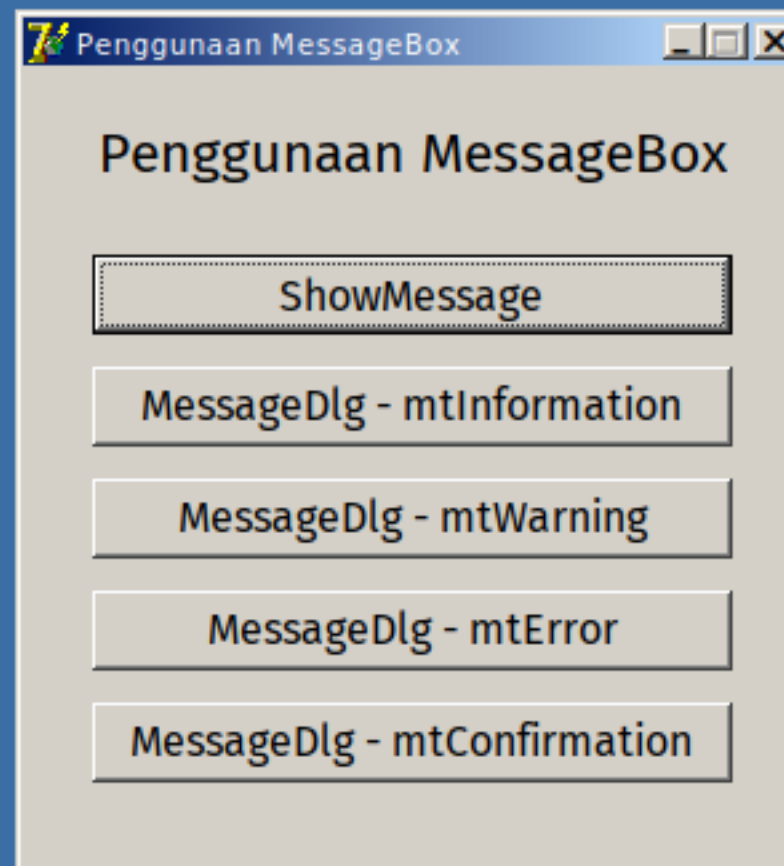 Penggunaan MessageBox
Penggunaan MessageBox
ShowMessage
MessageDlg - mtInformation
MessageDlg - mtWarning
MessageDlg - mtError
MessageDlg - mtConfirmation